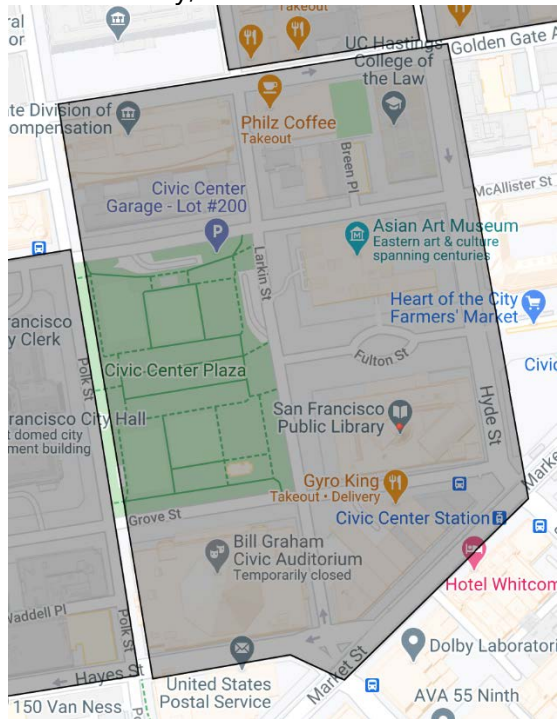 Golden Gate A
Takeout
UC Hastings
College of
the Law
ral
or
te Division of
ompensation
Philz Coffee
Takeout
Breen Pl
McAllister St
Civic Center
Garage - Lot #200
P
Asian Art Museum
Eastern art & culture
spanning centuries
Larkin St
Heart of the City
Farmers' Market
rancisco
y Clerk
Polk St
Civic Center Plaza
Fulton St
Civic
Hyde St
rancisco City Hall
t domed city
ment building
San Francisco
Public Library
Gyro King
Takeout • Delivery
Market
Grove St
Civic Center Station
Bill Graham
Civic Auditorium
Temporarily closed
Hotel Whitcom
Waddell Pl
Polk St
Dolby Laboratori
Hayes St
United States
Postal Service
Market St
150 Van Ness
AVA 55 Ninth